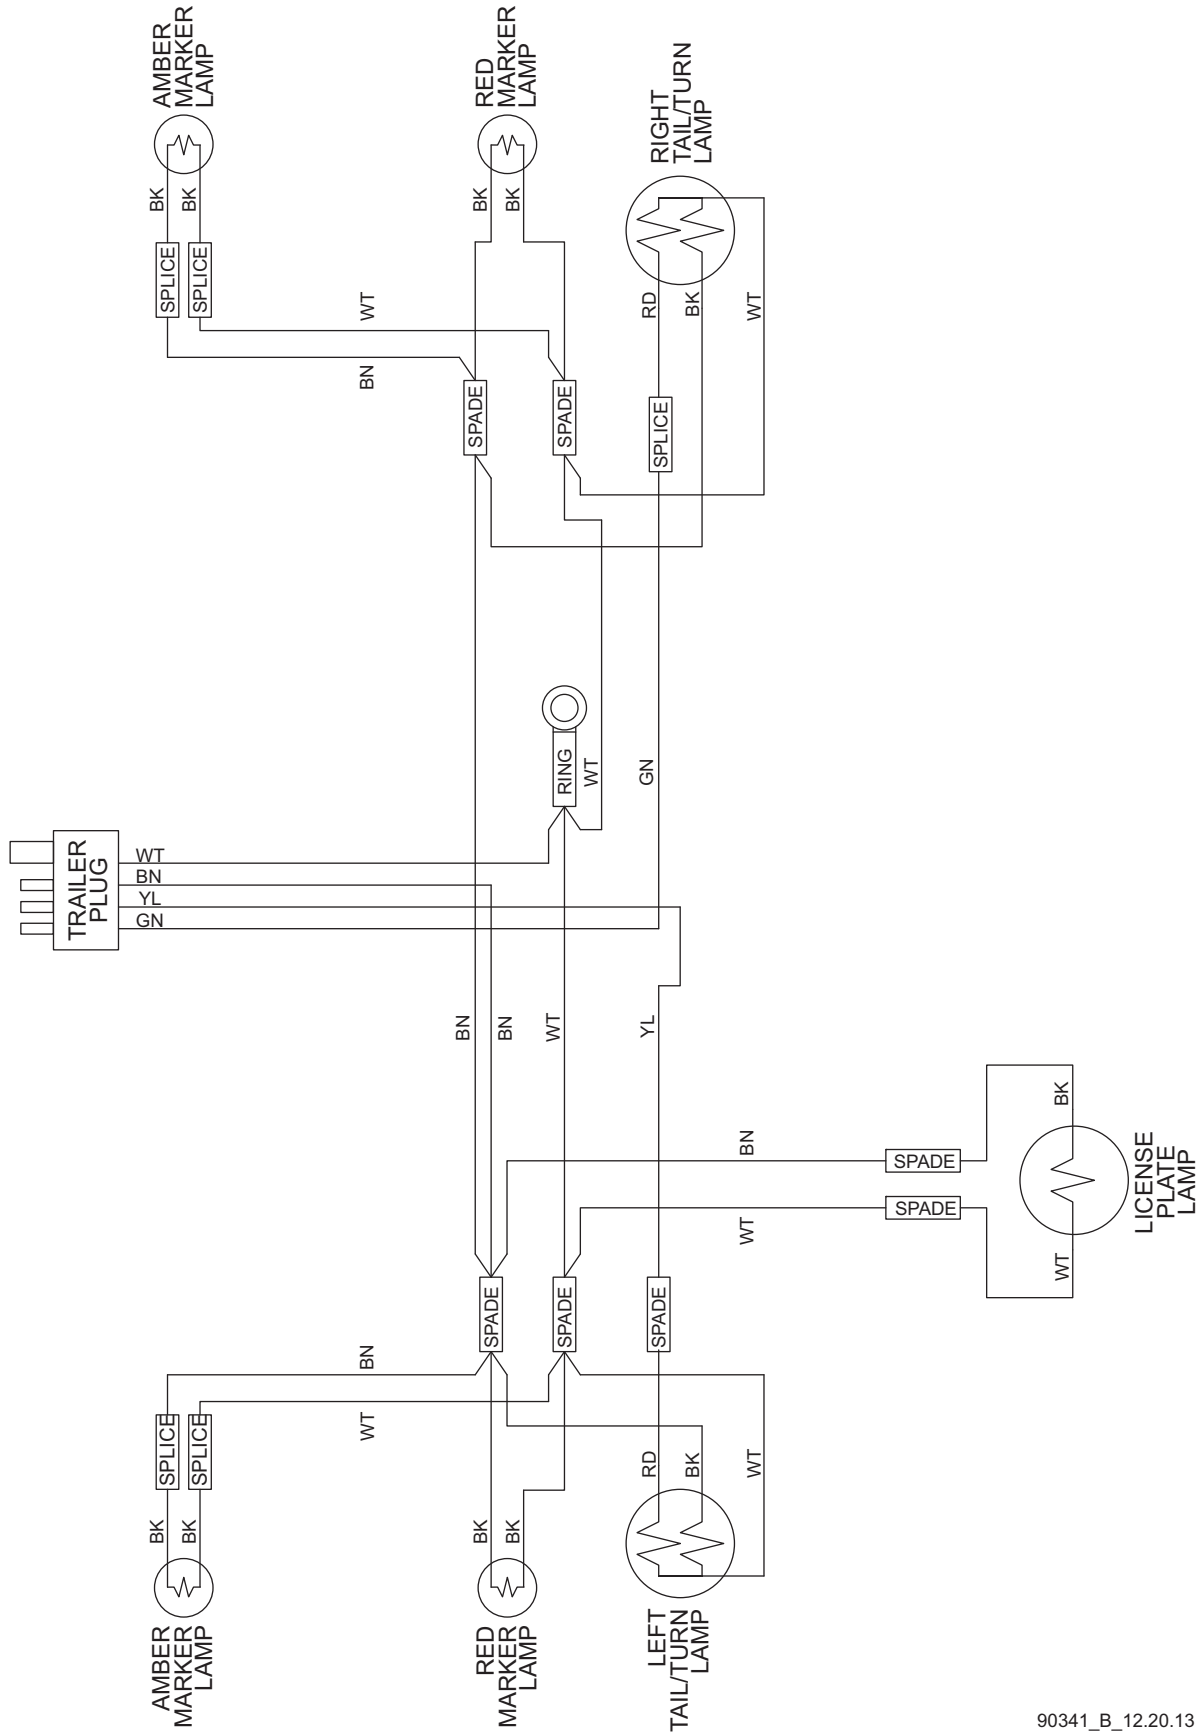 AMBER
MARKER
LAMP
RED
MARKER
LAMP
RIGHT
TAIL/TURN
LAMP
BK
BK
BK
BK
SPLICE
SPLICE
RD
BK
WT
WT
BN
SPADE
SPADE
SPLICE
RING
WT
GN
TRAILER
PLUG
WT
BN
YL
GN
BN
BN
WT
YL
BK
BN
SPADE
LICENSE
PLATE
LAMP
WT
SPADE
WT
SPADE
SPADE
SPADE
BN
WT
SPLICE
SPLICE
RD
BK
WT
BK
BK
BK
BK
AMBER
MARKER
LAMP
RED
MARKER
LAMP
LEFT
TAIL/TURN
LAMP
90341_B_12.20.13